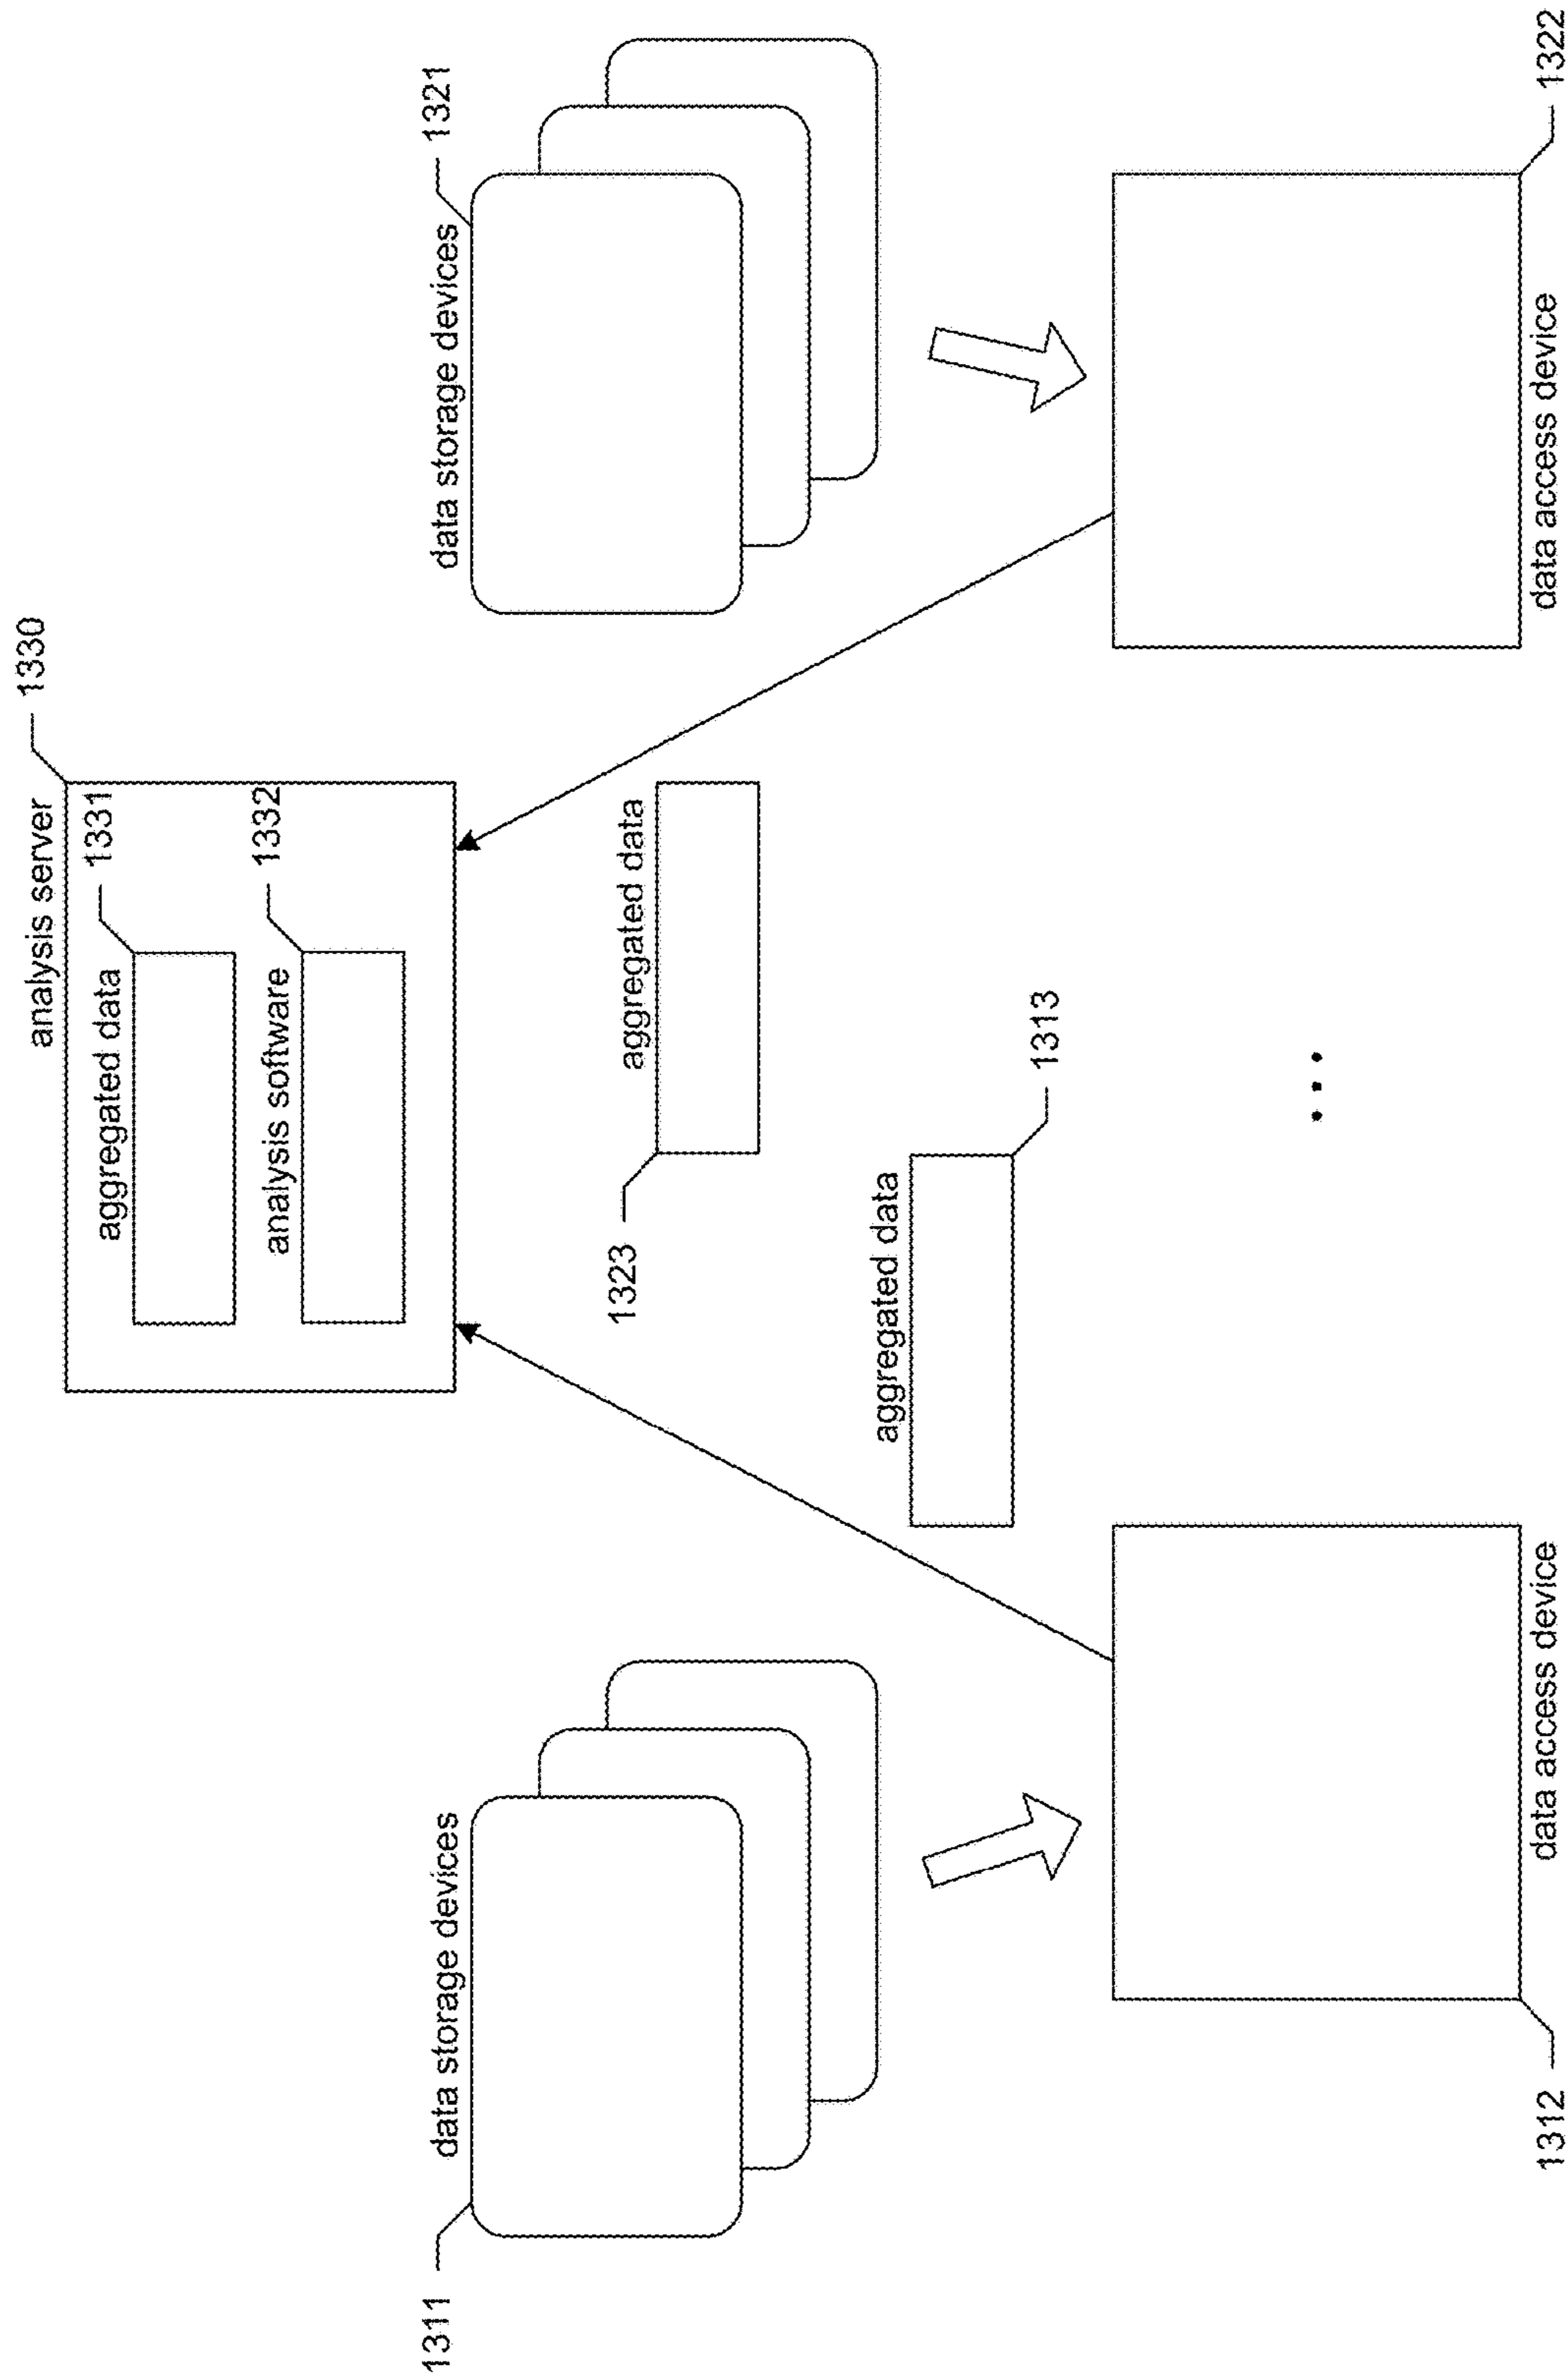 analysis server
1330
aggregated data
1331
analysis software
1332
1311
data storage devices
data storage devices
1321
1323
aggregated data
aggregated data
1313
...
1312
data access device
data access device
1322